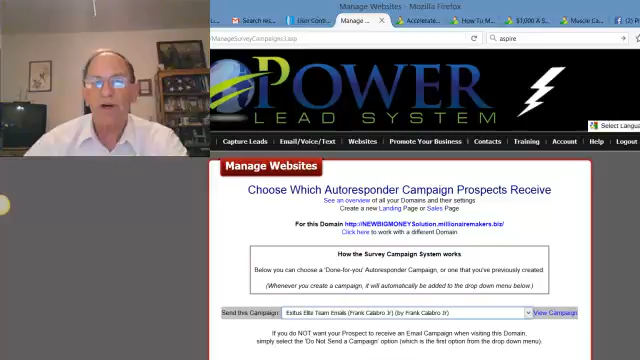 Manage Websites - Mozilla Firefox
Search res
User Contr
Manage We
Accelerate
How To M
$1,000 A S
Muscle Ca
(2) P
ManageSurveyCampaigns1.asp
aspire
POWER
LEAD SYSTEM
Select Langua
Capture Leads Email/Voice/Text Websites Promote Your Business Contacts Training Account Help Logout
Manage Websites
Choose Which Autoresponder Campaign Prospects Receive
See an overview of all your Domains and their settings
Create a new Landing Page or Sales Page
For this Domain http://NEWBIGMONEYSolution.millionairemakers.biz/
Click here to work with a different Domain
How the Survey Campaign System works
Below you can choose a 'Done-for-you' Autoresponder Campaign, or one that you've previously created.
(Whenever you create a campaign, it will automatically be added to the drop down menu below.)
Send this Campaign: Exitus Elite Team Emails (Frank Calabro Jr) (by Frank Calabro Jr) View Campaign
If you do NOT want your Prospect to receive an Email Campaign when visiting this Domain,
simply select the Do Not Send a Campaign option (which is the first option from the drop down menu).